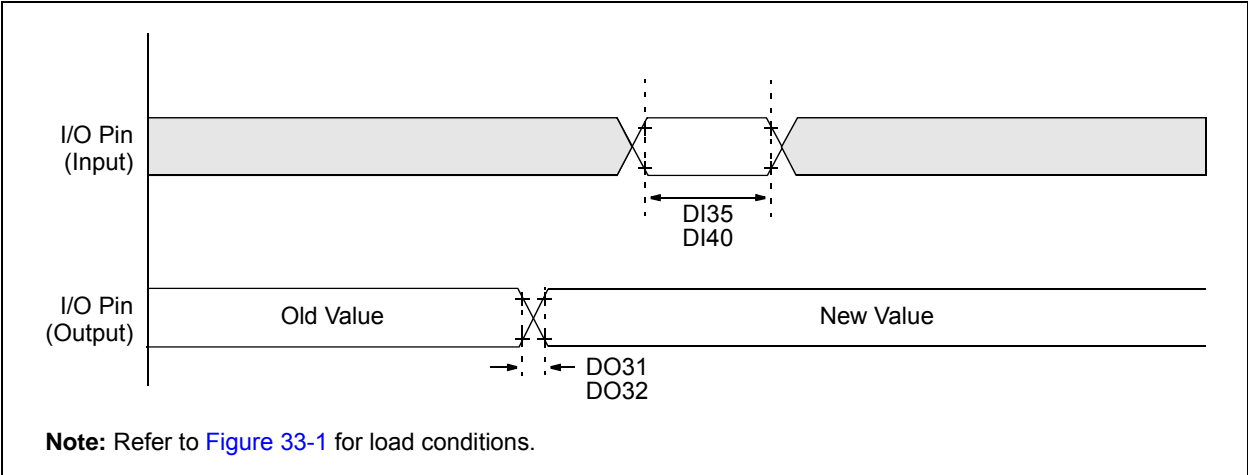 I/O Pin
(Input)
DI35
DI40
I/O Pin
(Output)
Old Value
New Value
DO31
DO32
Note: Refer to Figure 33-1 for load conditions.